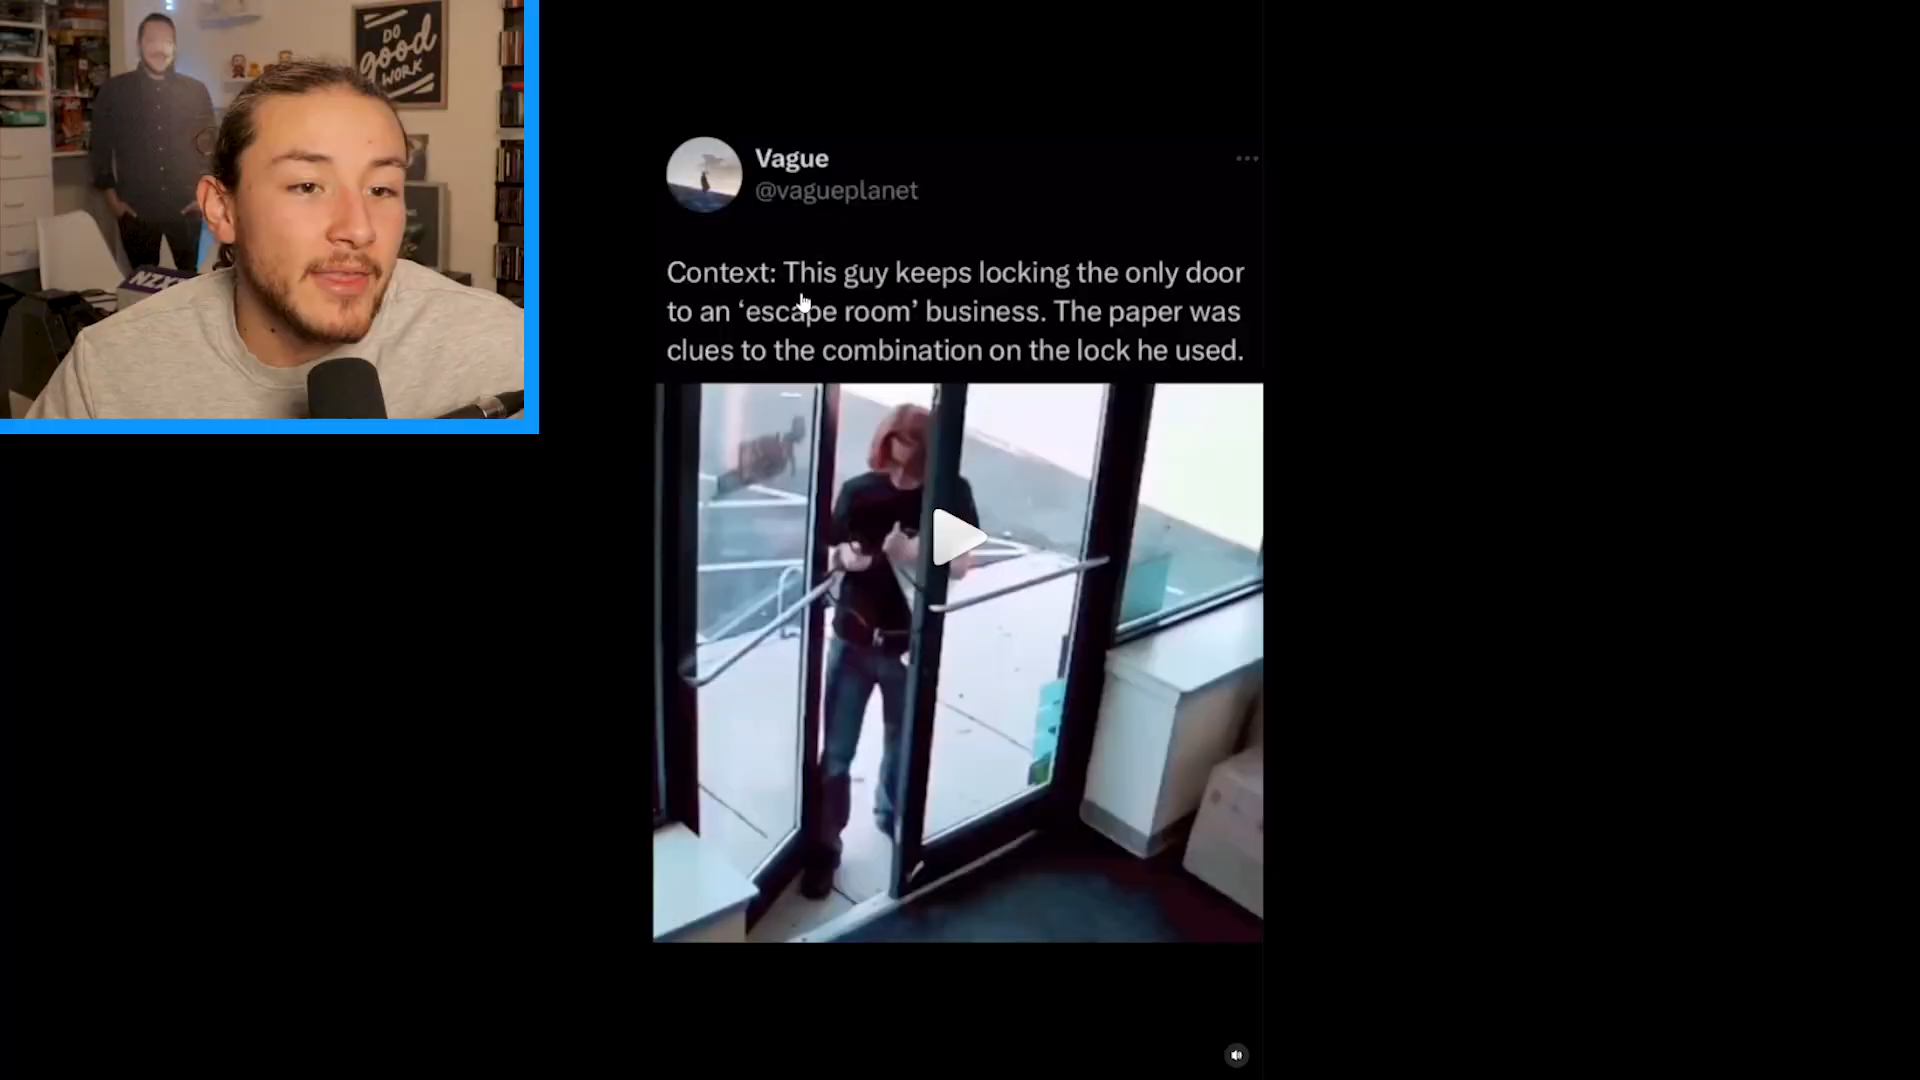 DO
good
WORK
NZX
Vague
@vagueplanet
Context: This guy keeps locking the only door
to an ‘escape room’ business. The paper was
clues to the combination on the lock he used.